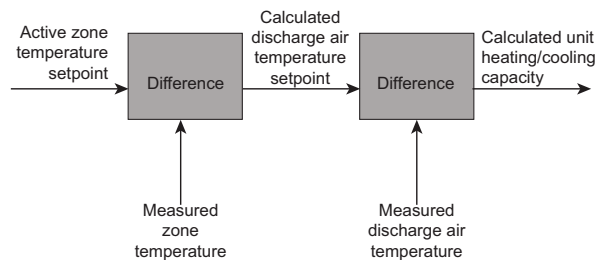 Active zone
temperature
setpoint
Difference
Calculated
discharge air
temperature
setpoint
Difference
Calculated unit
heating/cooling
capacity
Measured
zone
temperature
Measured
discharge air
temperature